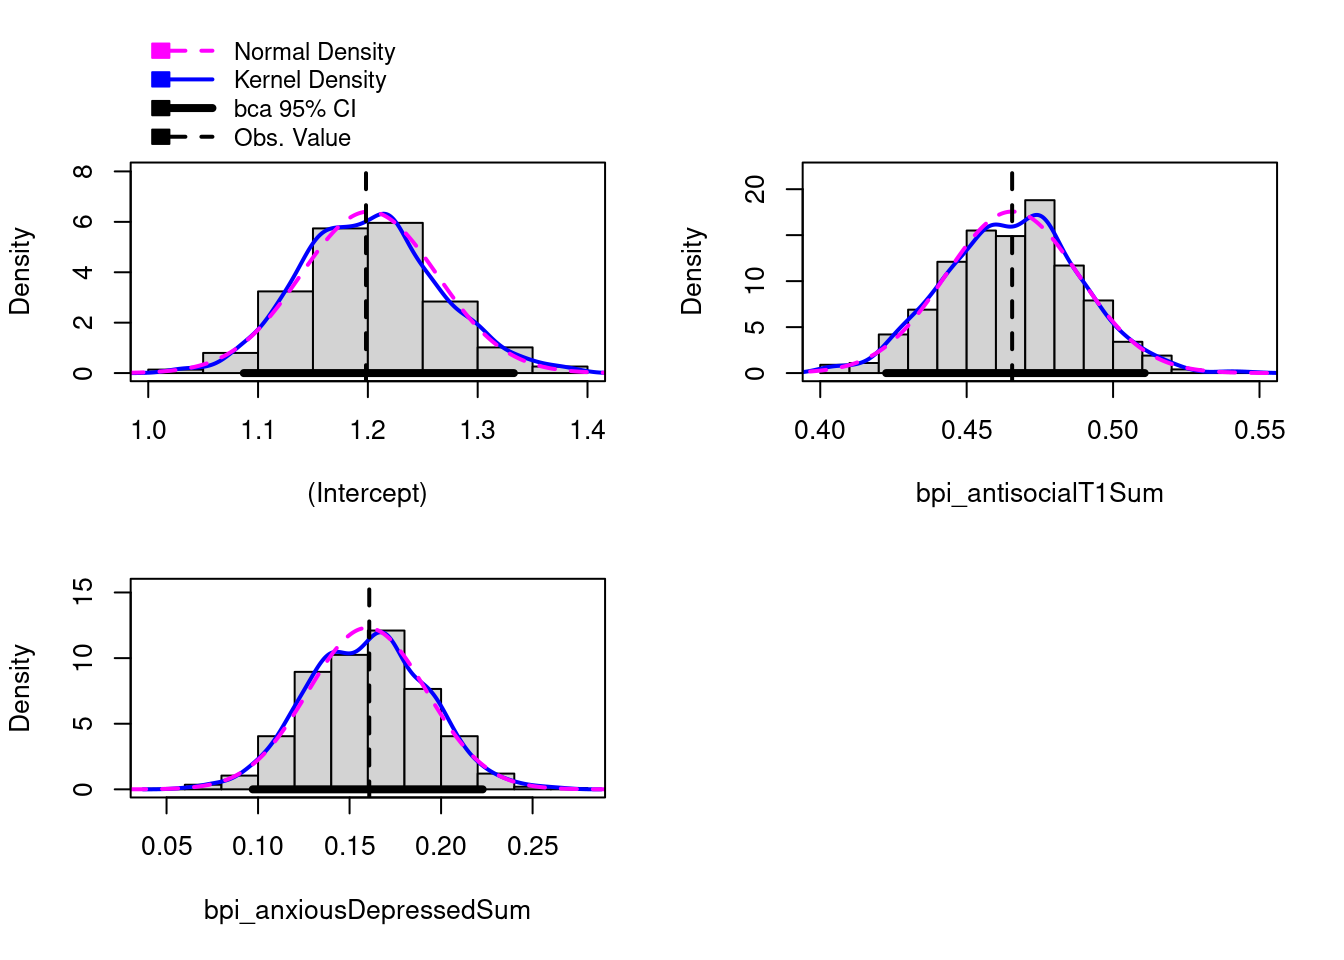 Normal Density
Kernel Density
bca 95% CI
Obs. Value
Density
0 2 4 6 8
1.0 1.1 1.2 1.3 1.4
(Intercept)
Density
0 5 10 20
0.40 0.45 0.50 0.55
bpi_antisocialT1Sum
Density
0 5 10 15
0.05 0.10 0.15 0.20 0.25
bpi_anxiousDepressedSum